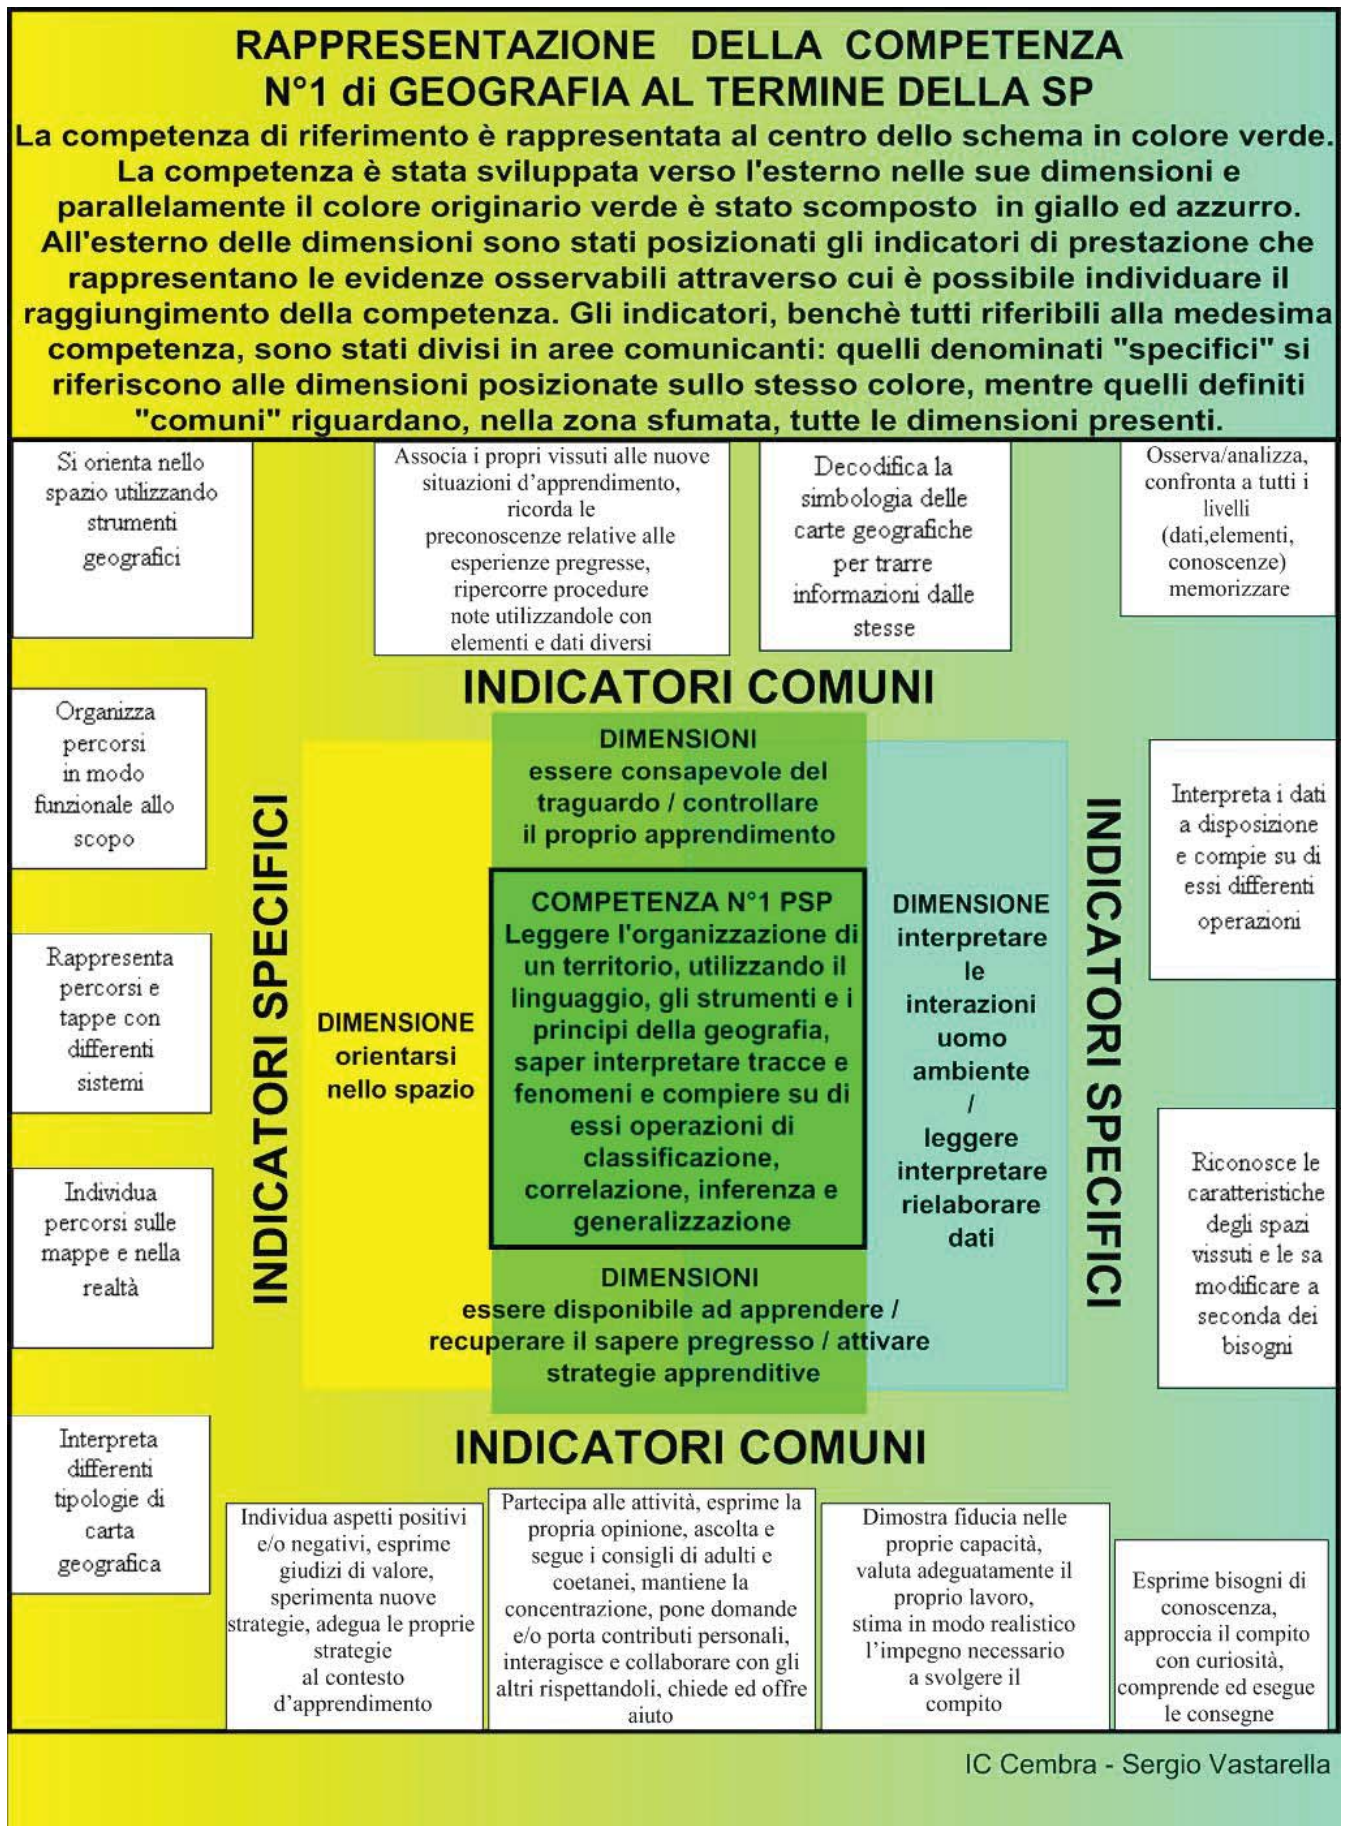 RAPPRESENTAZIONE DELLA COMPETENZA
N°1 di GEOGRAFIA AL TERMINE DELLA SP
La competenza di riferimento è rappresentata al centro dello schema in colore verde.
La competenza è stata sviluppata verso l'esterno nelle sue dimensioni e
parallelamente il colore originario verde è stato scomposto in giallo ed azzurro.
All'esterno delle dimensioni sono stati posizionati gli indicatori di prestazione che
rappresentano le evidenze osservabili attraverso cui è possibile individuare il
raggiungimento della competenza. Gli indicatori, benchè tutti riferibili alla medesima
competenza, sono stati divisi in aree comunicanti: quelli denominati "specifici" si
riferiscono alle dimensioni posizionate sullo stesso colore, mentre quelli definiti
"comuni" riguardano, nella zona sfumata, tutte le dimensioni presenti.
Si orienta nello
spazio utilizzando
strumenti
geografici
Associa i propri vissuti alle nuove
situazioni d'apprendimento,
ricorda le
preconoscenze relative alle
esperienze pregresse,
ripercorre procedure
note utilizzandole con
elementi e dati diversi
Decodifica la
simbologia delle
carte geografiche
per trarre
informazioni dalle
stesse
Osserva/analizza,
confronta a tutti i
livelli
(dati,elementi,
conoscenze)
memorizzare
INDICATORI COMUNI
Organizza
percorsi
in modo
funzionale allo
scopo
Rappresenta
percorsi e
tappe con
differenti
sistemi
Individua
percorsi sulle
mappe e nella
realtà
Interpreta
differenti
tipologie di
carta
geografica
INDICATORI SPECIFICI
DIMENSIONE
orientarsi
nello spazio
DIMENSIONI
essere consapevole del
traguardo / controllare
il proprio apprendimento
COMPETENZA N°1 PSP
Leggere l'organizzazione di
un territorio, utilizzando il
linguaggio, gli strumenti e i
principi della geografia,
saper interpretare tracce e
fenomeni e compiere su di
essi operazioni di
classificazione,
correlazione, inferenza e
generalizzazione
DIMENSIONI
essere disponibile ad apprendere /
recuperare il sapere pregresso / attivare
strategie apprenditive
DIMENSIONE
interpretare
le
interazioni
uomo
ambiente
/
leggere
interpretare
rielaborare
dati
INDICATORI SPECIFICI
Interpreta i dati
a disposizione
e compie su di
essi differenti
operazioni
Riconosce le
caratteristiche
degli spazi
vissuti e le sa
modificare a
seconda dei
bisogni
INDICATORI COMUNI
Individua aspetti positivi
e/o negativi, esprime
giudizi di valore,
sperimenta nuove
strategie, adegua le proprie
strategie
al contesto
d'apprendimento
Partecipa alle attività, esprime la
propria opinione, ascolta e
segue i consigli di adulti e
coetanei, mantiene la
concentrazione, pone domande
e/o porta contributi personali,
interagisce e collaborare con gli
altri rispettandoli, chiede ed offre
aiuto
Dimostra fiducia nelle
proprie capacità,
valuta adeguatamente il
proprio lavoro,
stima in modo realistico
l'impegno necessario
a svolgere il
compito
Esprime bisogni di
conoscenza,
approccia il compito
con curiosità,
comprende ed esegue
le consegne
IC Cembra - Sergio Vastarella